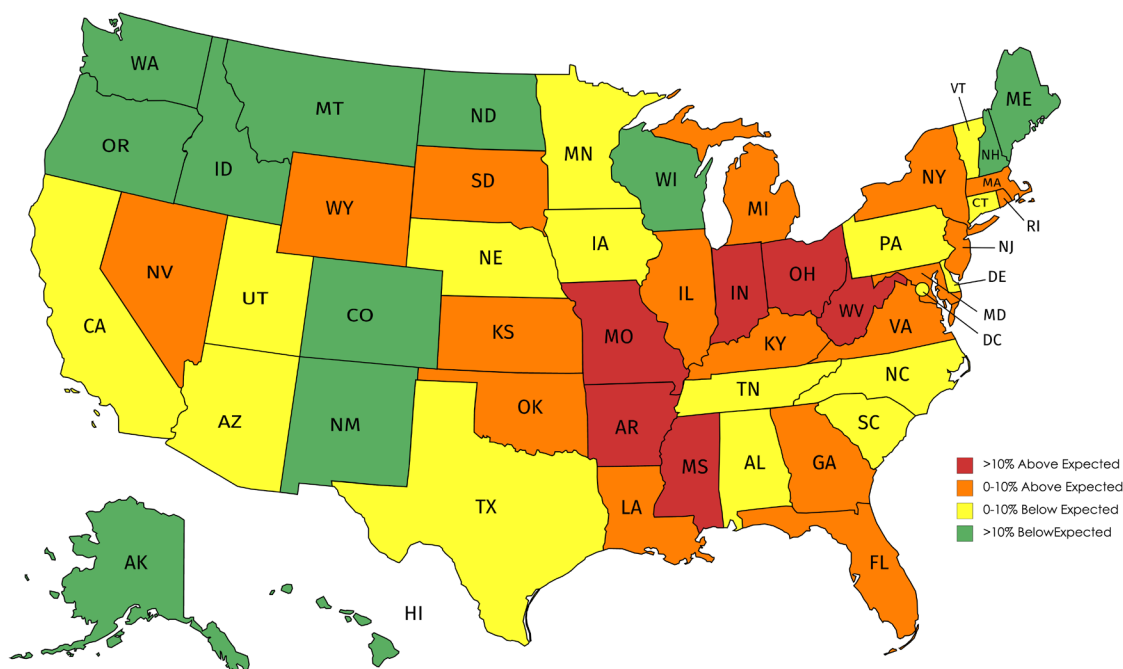 WA
MT
ND
OR
ID
MN
SD
WY
WI
MI
NY
VT
ME
NH
MA
CT
RI
NJ
PA
DE
MD
DC
NE
IA
NV
UT
CA
CO
KS
MO
IL
IN
OH
WV
VA
KY
AZ
NM
OK
AR
TN
NC
SC
MS
AL
GA
TX
LA
FL
AK
HI
>10% Above Expected
0-10% Above Expected
0-10% Below Expected
>10% BelowExpected